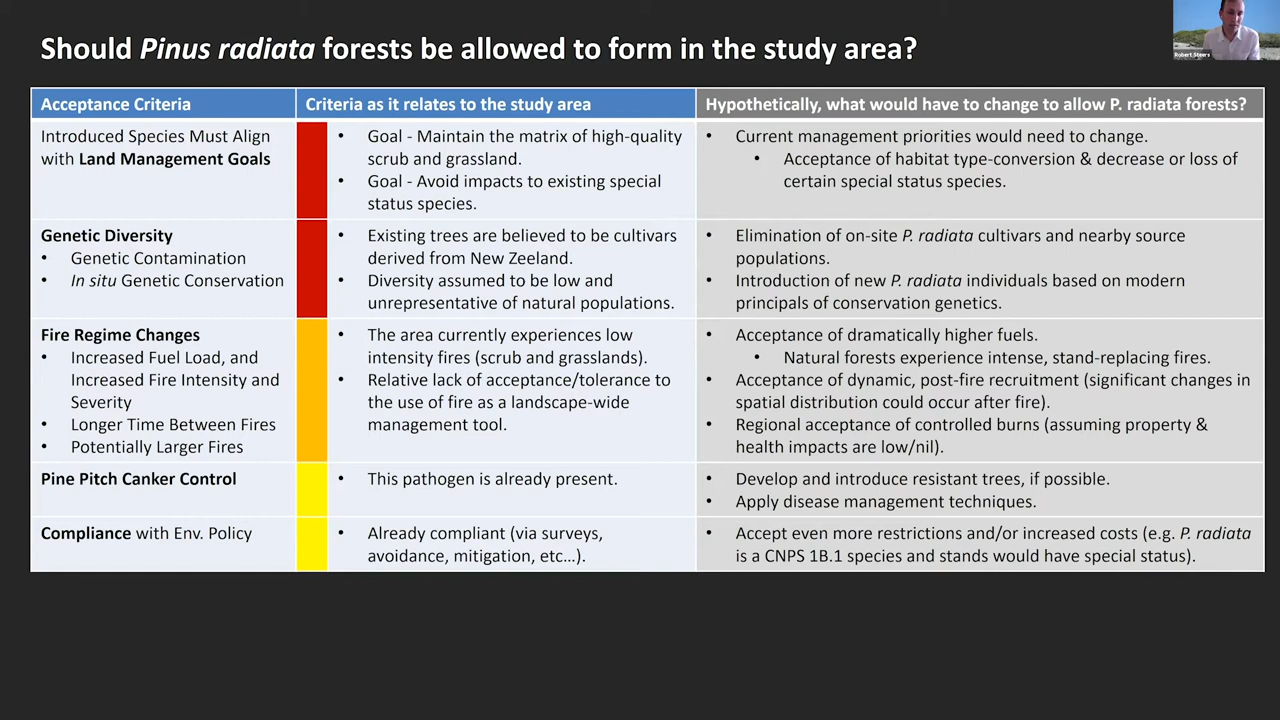 Should Pinus radiata forests be allowed to form in the study area?
Robert Steers
Acceptance Criteria
Criteria as it relates to the study area
Hypothetically, what would have to change to allow P. radiata forests?
Introduced Species Must Align
with Land Management Goals
• Goal - Maintain the matrix of high-quality
scrub and grassland.
• Goal - Avoid impacts to existing special
status species.
• Current management priorities would need to change.
• Acceptance of habitat type-conversion & decrease or loss of
certain special status species.
Genetic Diversity
• Genetic Contamination
• In situ Genetic Conservation
• Existing trees are believed to be cultivars
derived from New Zeeland.
• Diversity assumed to be low and
unrepresentative of natural populations.
• Elimination of on-site P. radiata cultivars and nearby source
populations.
• Introduction of new P. radiata individuals based on modern
principals of conservation genetics.
Fire Regime Changes
• Increased Fuel Load, and
Increased Fire Intensity and
Severity
• Longer Time Between Fires
• Potentially Larger Fires
• The area currently experiences low
intensity fires (scrub and grasslands).
• Relative lack of acceptance/tolerance to
the use of fire as a landscape-wide
management tool.
• Acceptance of dramatically higher fuels.
• Natural forests experience intense, stand-replacing fires.
• Acceptance of dynamic, post-fire recruitment (significant changes in
spatial distribution could occur after fire).
• Regional acceptance of controlled burns (assuming property &
health impacts are low/nil).
Pine Pitch Canker Control
• This pathogen is already present.
• Develop and introduce resistant trees, if possible.
• Apply disease management techniques.
Compliance with Env. Policy
• Already compliant (via surveys,
avoidance, mitigation, etc…).
• Accept even more restrictions and/or increased costs (e.g. P. radiata
is a CNPS 1B.1 species and stands would have special status).